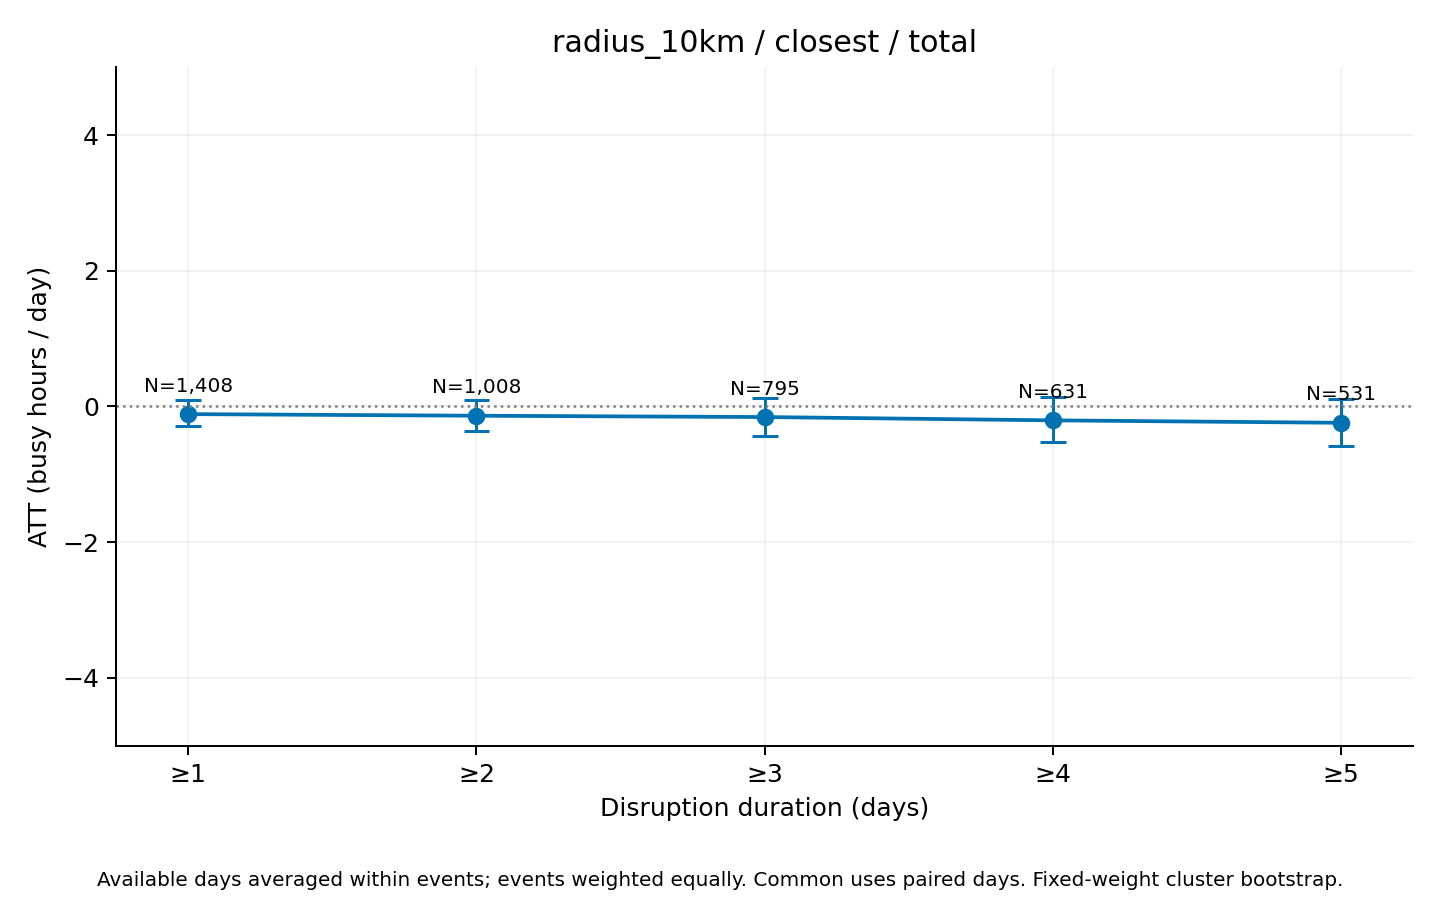 radius_10km / closest / total
ATT (busy hours / day)
4
2
0
−2
−4
N=1,408
N=1,008
N=795
N=631
N=531
≥1
≥2
≥3
≥4
≥5
Disruption duration (days)
Available days averaged within events; events weighted equally. Common uses paired days. Fixed-weight cluster bootstrap.